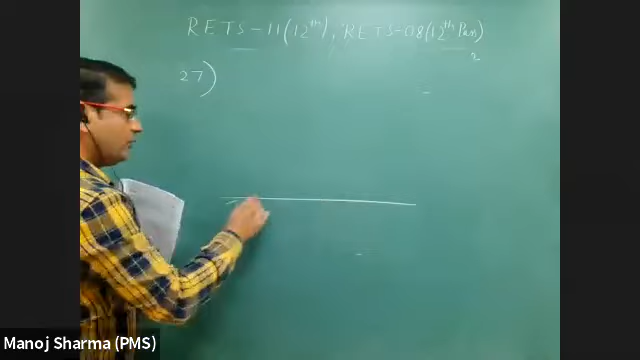 RETS-11(12th), RETS-08(12th Pass)
27)
Manoj Sharma (PMS)